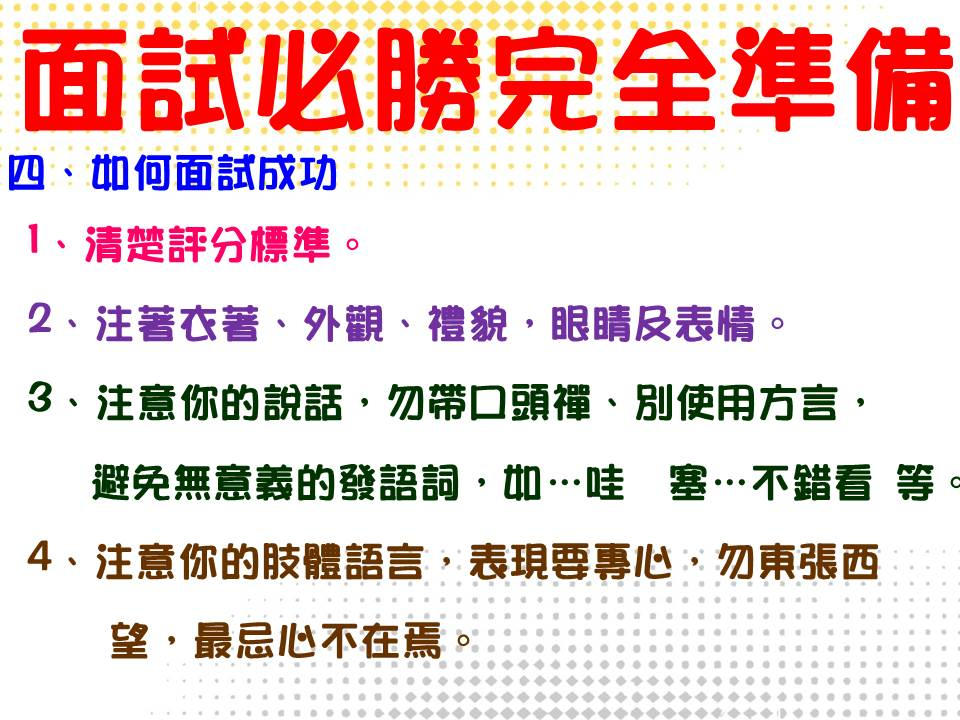 面試必勝完全準備
四、如何面試成功
1、清楚評分標準。
2、注著衣著、外觀、禮貌，眼睛及表情。
3、注意你的說話，勿帶口頭禪、別使用方言，
避免無意義的發語詞，如…哇　塞…不錯看 等。
4、注意你的肢體語言，表現要專心，勿東張西
望，最忌心不在焉。